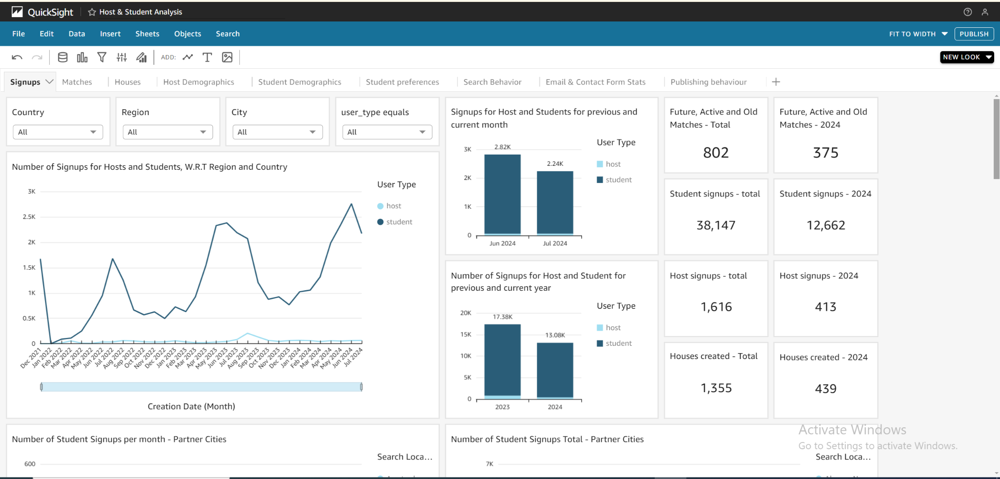 QuickSight
Host & Student Analysis
File Edit Data Insert Sheets Objects Search
FIT TO WIDTH PUBLISH
ADD:
NEW LOOK
Signups Matches Houses Host Demographics Student Demographics Student preferences Search Behavior Email & Contact Form Stats Publishing behaviour
Country
All
Region
All
City
All
user_type equals
All
Number of Signups for Hosts and Students, W.R.T Region and Country
User Type
host
student
3K
2.5K
2K
1.5K
1K
0.5K
0
Dec 2021
Jan 2022
Feb 2022
Mar 2022
Apr 2022
May 2022
Jun 2022
Jul 2022
Aug 2022
Sep 2022
Oct 2022
Nov 2022
Dec 2022
Jan 2023
Feb 2023
Mar 2023
Apr 2023
May 2023
Jun 2023
Jul 2023
Aug 2023
Sep 2023
Oct 2023
Nov 2023
Dec 2023
Jan 2024
Feb 2024
Mar 2024
Apr 2024
May 2024
Jun 2024
Jul 2024
Creation Date (Month)
Signups for Host and Students for previous and
current month
User Type
host
student
3K
2K
1K
0
2.82K
2.24K
Jun 2024
Jul 2024
Number of Signups for Host and Student for
previous and current year
User Type
host
student
20K
15K
10K
5K
0
17.38K
13.08K
2023
2024
Future, Active and Old
Matches - Total
802
Future, Active and Old
Matches - 2024
375
Student signups - total
38,147
Student signups - 2024
12,662
Host signups - total
1,616
Host signups - 2024
413
Houses created - Total
1,355
Houses created - 2024
439
Number of Student Signups per month - Partner Cities
Search Loca...
600
Number of Student Signups Total - Partner Cities
Search Loca...
7K
Activate Windows
Go to Settings to activate Windows.